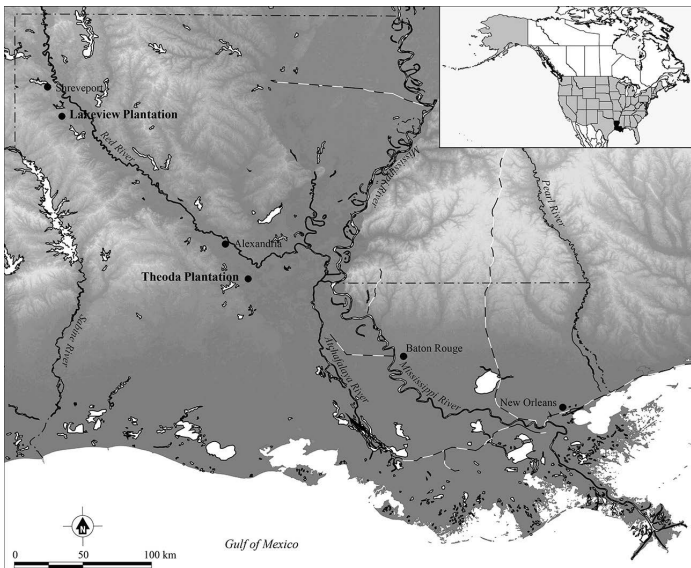 Shreveport
Lakeview Plantation
Red River
Mississippi River
Pearl River
Alexandria
Theoda Plantation
Sabine River
Atchafalaya River
Baton Rouge
Mississippi River
New Orleans
N
0 50 100 km
Gulf of Mexico